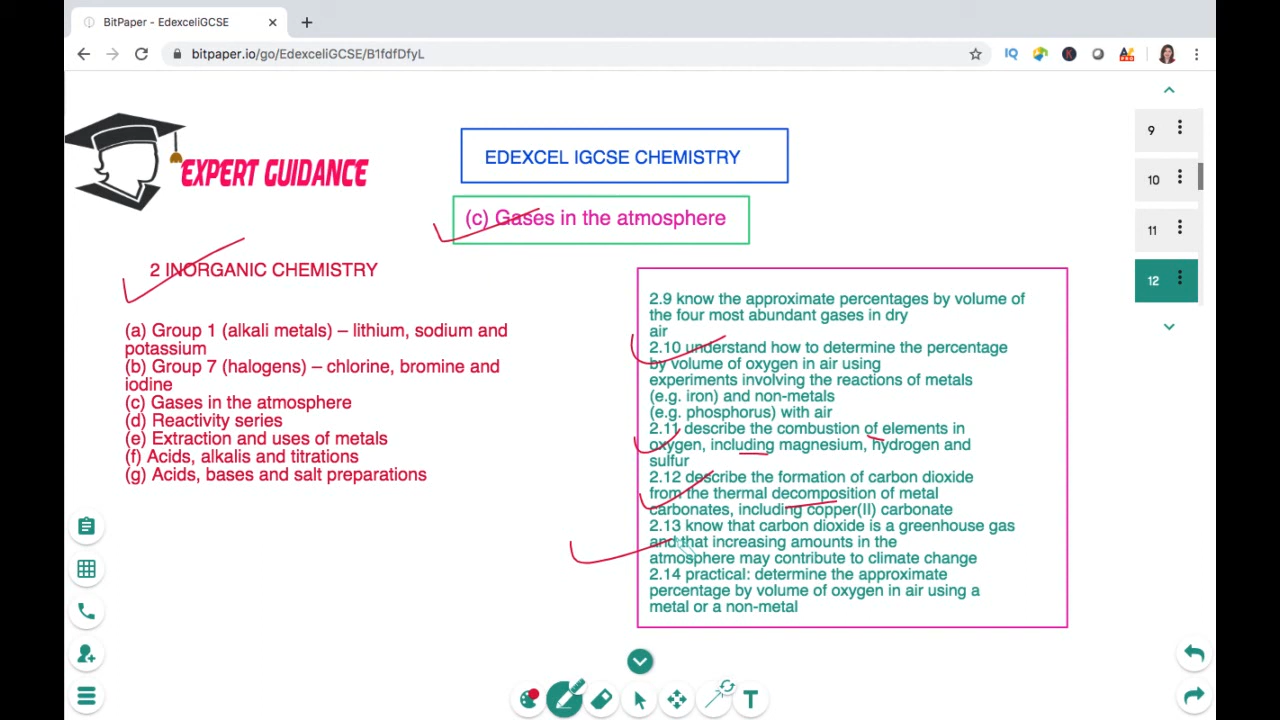 BitPaper - EdexceliGCSE
bitpaper.io/go/EdexceliGCSE/B1fdfDfyL
IQ
PRO
EXPERT GUIDANCE
EDEXCEL IGCSE CHEMISTRY
(c) Gases in the atmosphere
2 INORGANIC CHEMISTRY
(a) Group 1 (alkali metals) – lithium, sodium and
potassium
(b) Group 7 (halogens) – chlorine, bromine and
iodine
(c) Gases in the atmosphere
(d) Reactivity series
(e) Extraction and uses of metals
(f) Acids, alkalis and titrations
(g) Acids, bases and salt preparations
2.9 know the approximate percentages by volume of
the four most abundant gases in dry
air
2.10 understand how to determine the percentage
by volume of oxygen in air using
experiments involving the reactions of metals
(e.g. iron) and non-metals
(e.g. phosphorus) with air
2.11 describe the combustion of elements in
oxygen, including magnesium, hydrogen and
sulfur
2.12 describe the formation of carbon dioxide
from the thermal decomposition of metal
carbonates, including copper(II) carbonate
2.13 know that carbon dioxide is a greenhouse gas
and that increasing amounts in the
atmosphere may contribute to climate change
2.14 practical: determine the approximate
percentage by volume of oxygen in air using a
metal or a non-metal
9
10
11
12
T